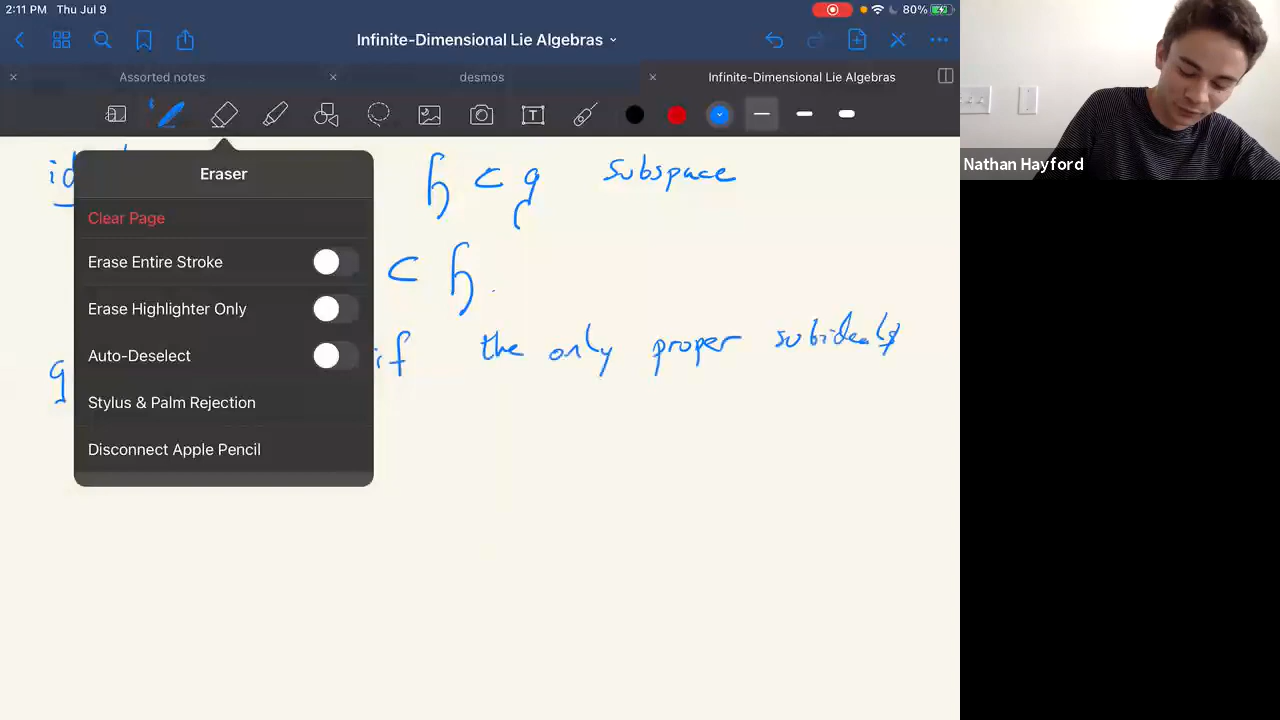 2:11 PM Thu Jul 9
80%
Infinite-Dimensional Lie Algebras
Assorted notes
desmos
Infinite-Dimensional Lie Algebras
Nathan Hayford
Eraser
Clear Page
Erase Entire Stroke
Erase Highlighter Only
Auto-Deselect
Stylus & Palm Rejection
Disconnect Apple Pencil
id
h ⊂ g subspace
⊂ h.
g if the only proper subideals